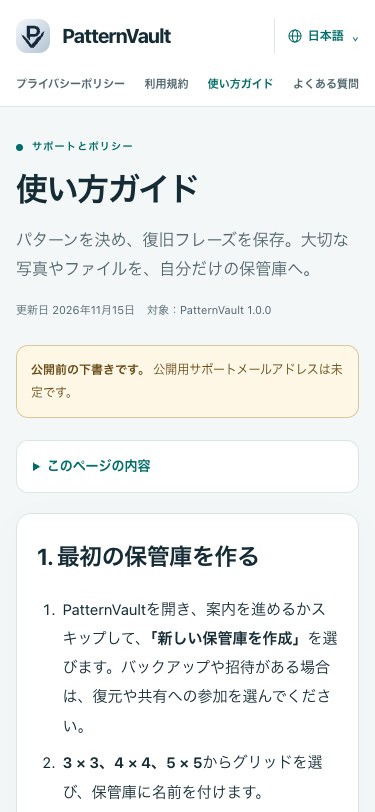 PatternVault
日本語
プライバシーポリシー 利用規約 使い方ガイド よくある質問
サポートとポリシー
使い方ガイド
パターンを決め、復旧フレーズを保存。大切な
写真やファイルを、自分だけの保管庫へ。
更新日 2026年11月15日 対象：PatternVault 1.0.0
公開前の下書きです。 公開用サポートメールアドレスは未
定です。
このページの内容
1. 最初の保管庫を作る
1. PatternVaultを開き、案内を進めるかス
キップして、「新しい保管庫を作成」を選
びます。バックアップや招待がある場合
は、復元や共有への参加を選んでくださ
い。
2. 3 × 3、4 × 4、5 × 5からグリッドを選
び、保管庫に名前を付けます。